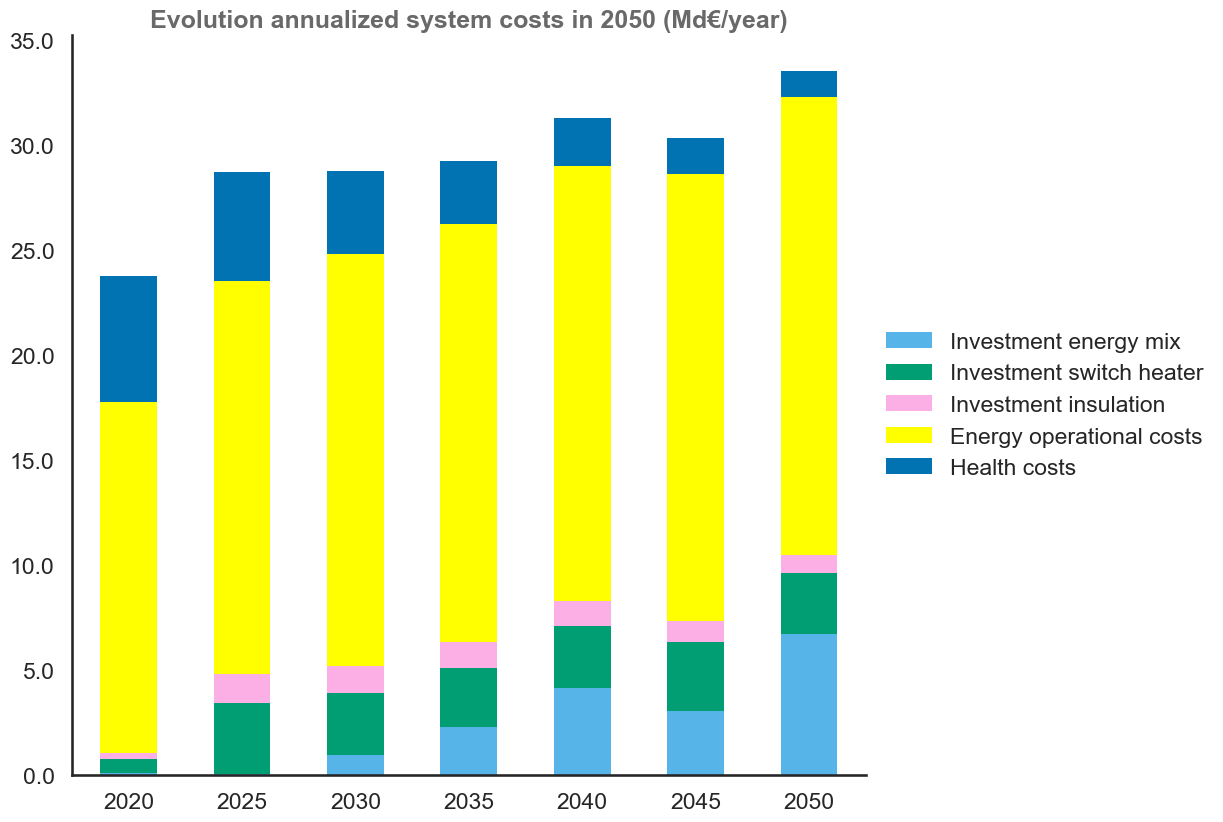 Evolution annualized system costs in 2050 (Md€/year)
35.0
30.0
25.0
20.0
15.0
10.0
5.0
0.0
2020 2025 2030 2035 2040 2045 2050
Investment energy mix
Investment switch heater
Investment insulation
Energy operational costs
Health costs